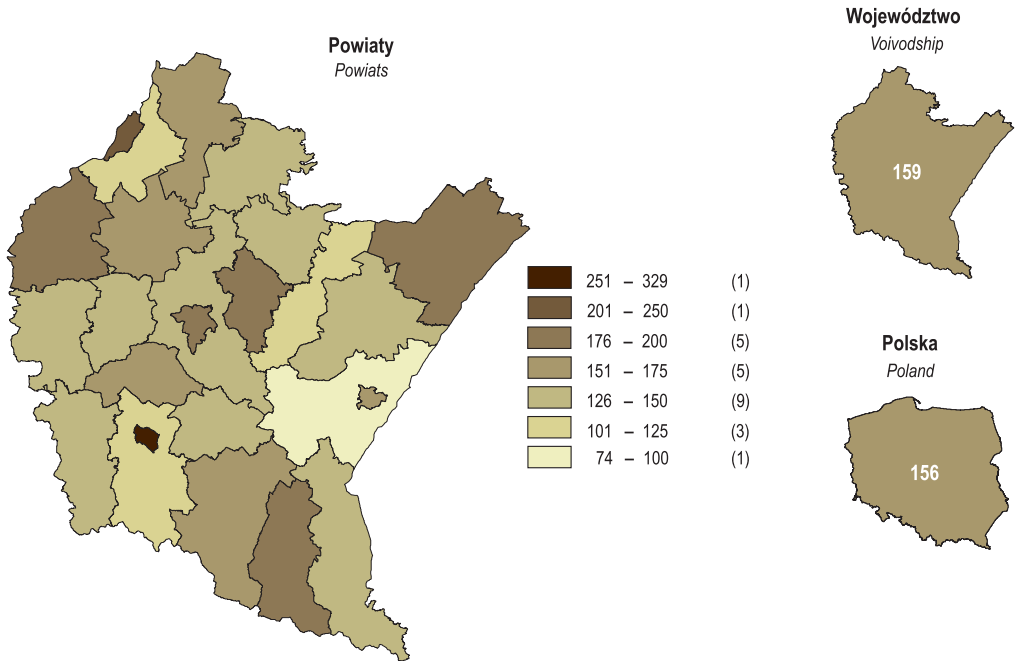 Powiaty
Powiats
Województwo
Voivodship
159
251 – 329 (1)
201 – 250 (1)
176 – 200 (5)
151 – 175 (5)
126 – 150 (9)
101 – 125 (3)
74 – 100 (1)
Polska
Poland
156